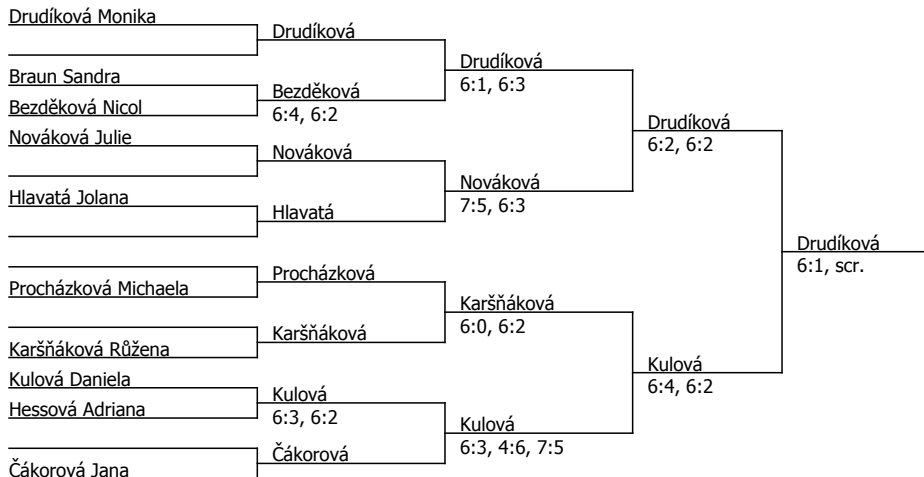 Drudíková Monika
Braun Sandra
Bezděková Nicol
Nováková Julie
Hlavatá Jolana
Procházková Michaela
Karšňáková Růžena
Kulová Daniela
Hessová Adriana
Čákorová Jana
Drudíková
Bezděková
6:4, 6:2
Nováková
Hlavatá
Procházková
Karšňáková
Kulová
6:3, 6:2
Čákorová
Drudíková
6:1, 6:3
Nováková
7:5, 6:3
Karšňáková
6:0, 6:2
Kulová
6:3, 4:6, 7:5
Drudíková
6:2, 6:2
Kulová
6:4, 6:2
Drudíková
6:1, scr.